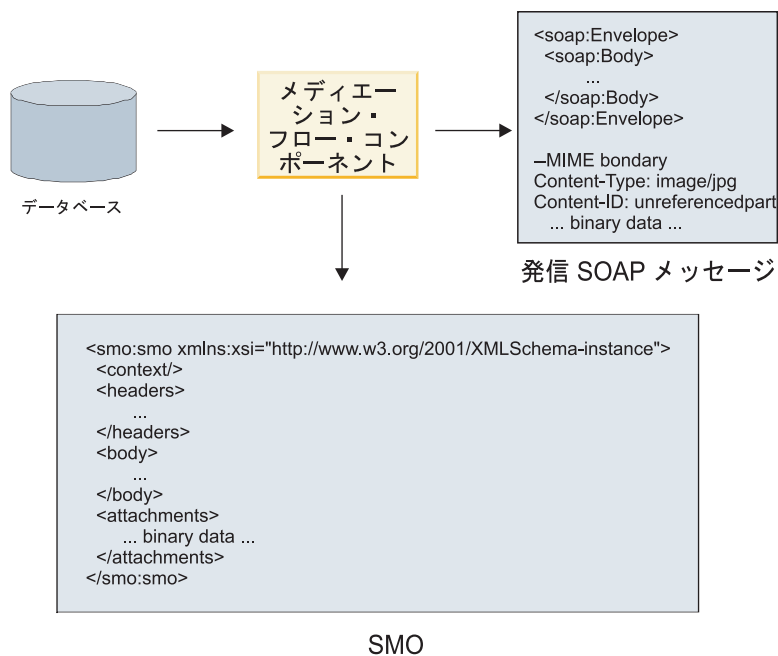 <soap:Envelope>
<soap:Body>
...
</soap:Body>
</soap:Envelope>
–MIME bondary
Content-Type: image/jpg
Content-ID: unreferencedpart
... binary data ...
発信 SOAP メッセージ
メディエー
ション・
フロー・コン
ポーネント
データベース
<smo:smo xmlns:xsi="http://www.w3.org/2001/XMLSchema-instance">
<context/>
<headers>
...
</headers>
<body>
...
</body>
<attachments>
... binary data ...
</attachments>
</smo:smo>
SMO